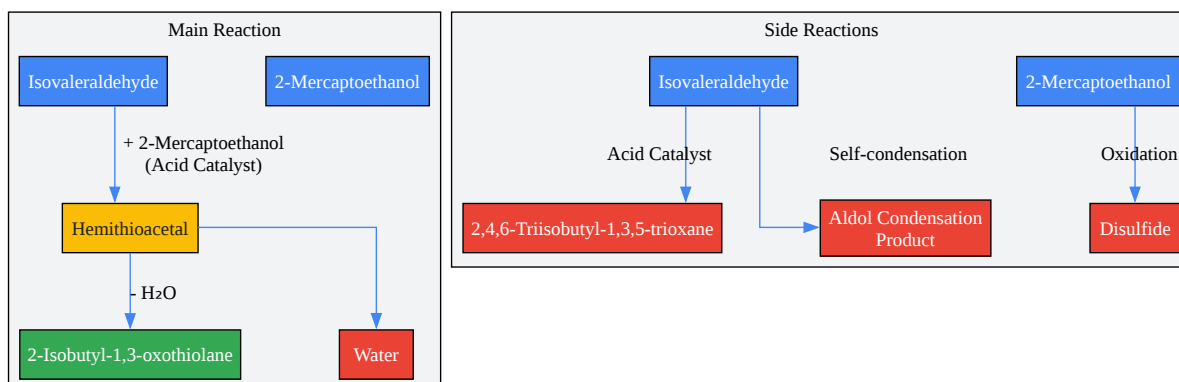 Main Reaction
Isovaleraldehyde
2-Mercaptoethanol
+ 2-Mercaptoethanol
(Acid Catalyst)
Hemithioacetal
- H₂O
2-Isobutyl-1,3-oxothiolane
Water
Side Reactions
Isovaleraldehyde
2-Mercaptoethanol
Acid Catalyst
Self-condensation
Oxidation
2,4,6-Triisobutyl-1,3,5-trioxane
Aldol Condensation
Product
Disulfide